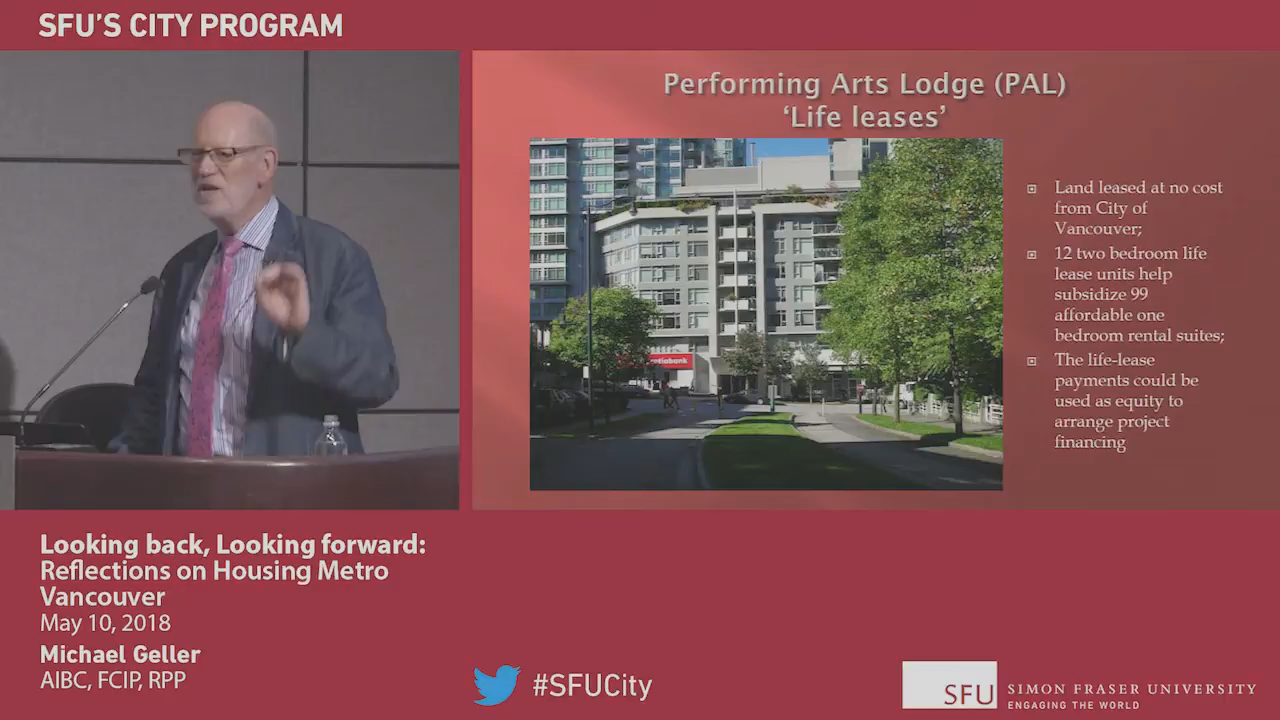 SFU'S CITY PROGRAM
Performing Arts Lodge (PAL)
'Life leases'
Land leased at no cost
from City of
Vancouver;
12 two bedroom life
lease units help
subsidize 99
affordable one
bedroom rental suites;
The life-lease
payments could be
used as equity to
arrange project
financing
Scotiabank
Looking back, Looking forward:
Reflections on Housing Metro
Vancouver
May 10, 2018
Michael Geller
AIBC, FCIP, RPP
#SFUCity
SFU
SIMON FRASER UNIVERSITY
ENGAGING THE WORLD